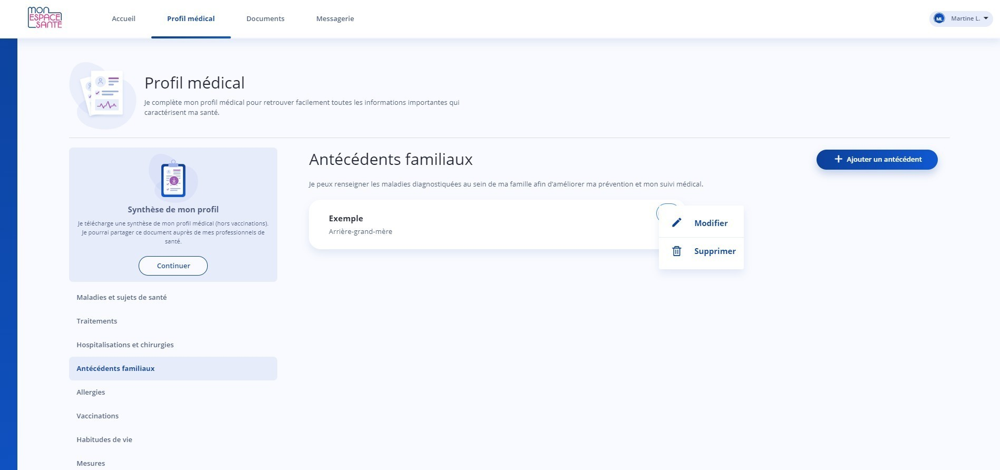 mon
ESPACE
SANTÉ
Accueil
Profil médical
Documents
Messagerie
ML
Martine L.
Profil médical
Je complète mon profil médical pour retrouver facilement toutes les informations importantes qui
caractérisent ma santé.
Synthèse de mon profil
Je télécharge une synthèse de mon profil médical (hors vaccinations).
Je pourrai partager ce document auprès de mes professionnels de
santé.
Continuer
Maladies et sujets de santé
Traitements
Hospitalisations et chirurgies
Antécédents familiaux
Allergies
Vaccinations
Habitudes de vie
Mesures
Antécédents familiaux
Ajouter un antécédent
Je peux renseigner les maladies diagnostiquées au sein de ma famille afin d’améliorer ma prévention et mon suivi médical.
Exemple
Arrière-grand-mère
Modifier
Supprimer